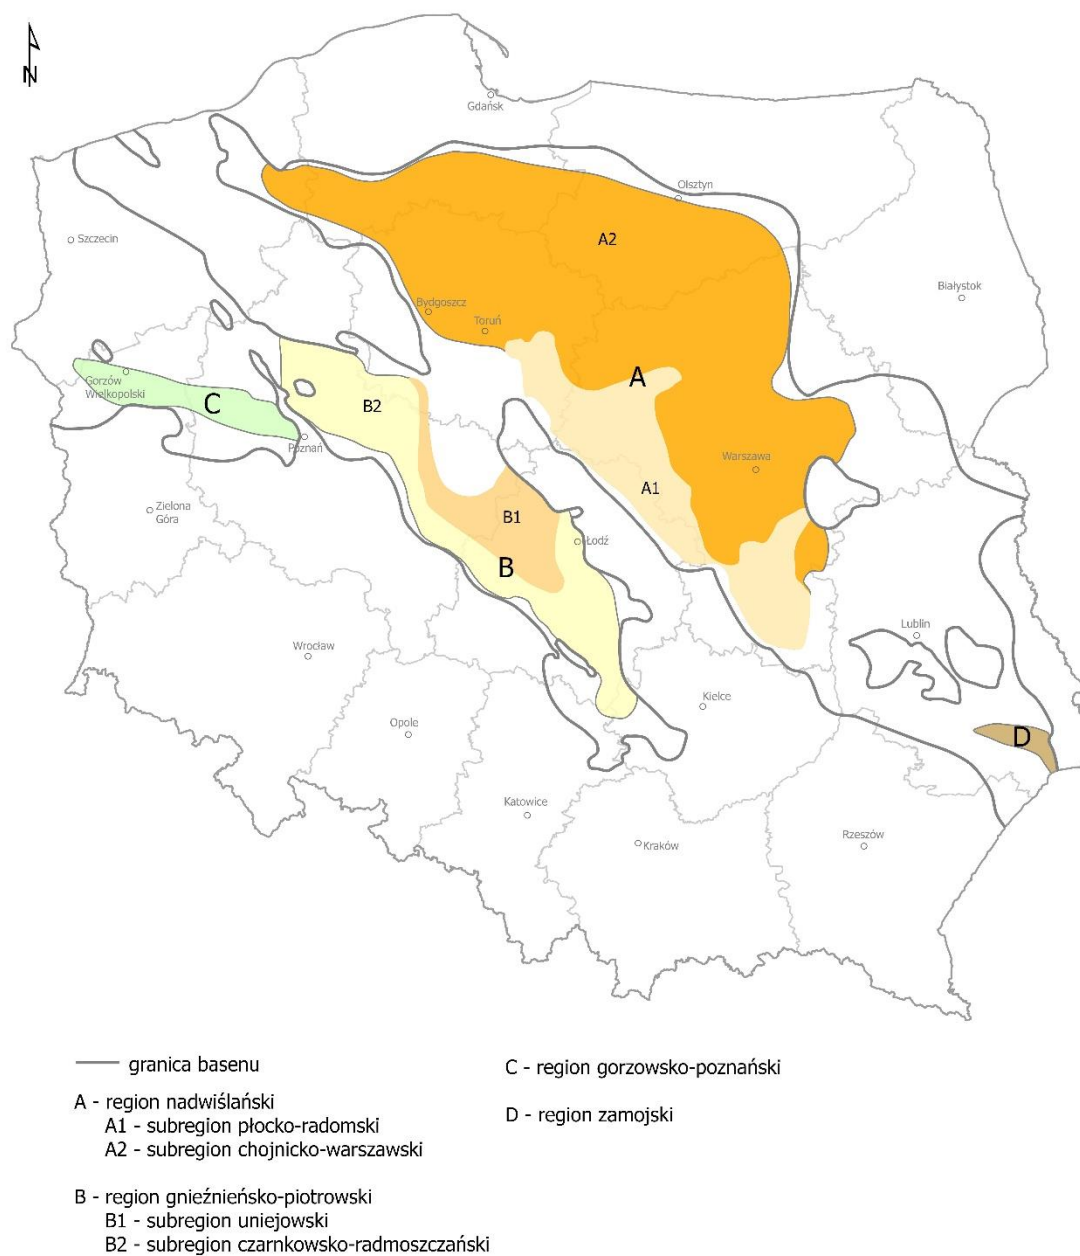 N
Gdańsk
Olsztyn
A2
Szczecin
Białystok
Bydgoszcz
Toruń
Gorzów
Wielkopolski
A
C
B2
Poznań
Warszawa
A1
Zielona
Góra
B1
Łódź
B
Lublin
Wrocław
Kielce
Opole
D
Katowice
Rzeszów
Kraków
granica basenu
A - region nadwiślański
A1 - subregion płocko-radomski
A2 - subregion chojnicko-warszawski
B - region gnieźnieńsko-piotrowski
B1 - subregion uniejowski
B2 - subregion czarnkowsko-radmoszczański
C - region gorzowsko-poznański
D - region zamojski